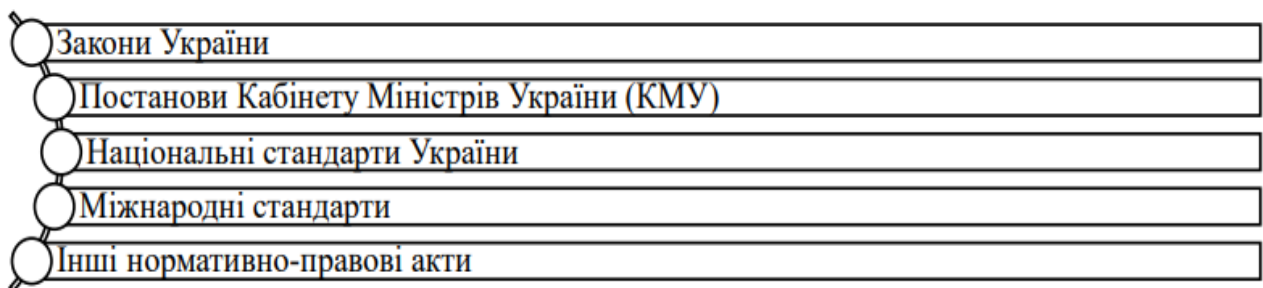 Закони України
Постанови Кабінету Міністрів України (КМУ)
Національні стандарти України
Міжнародні стандарти
Інші нормативно-правові акти